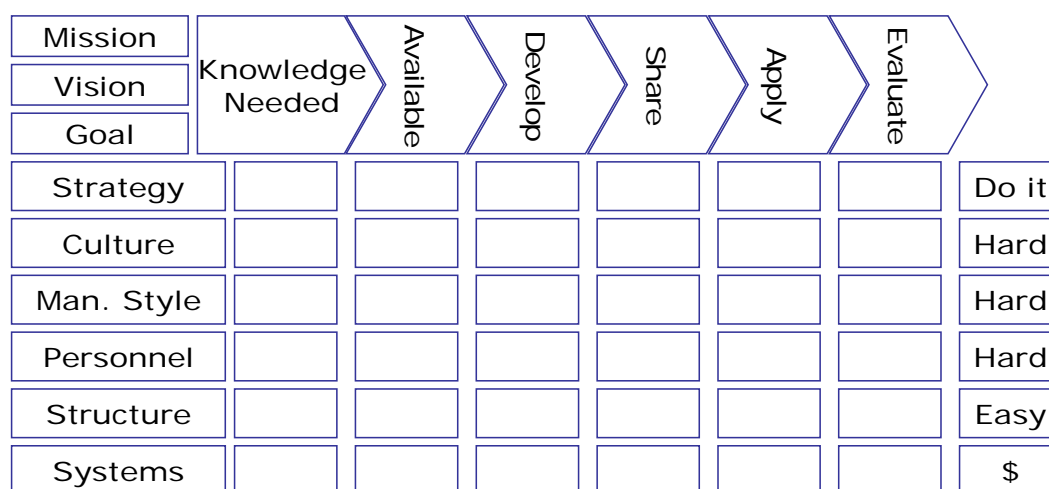 Mission
Vision
Goal
Knowledge
Needed
Available
Develop
Share
Apply
Evaluate
Strategy
Do it
Culture
Hard
Man. Style
Hard
Personnel
Hard
Structure
Easy
Systems
$